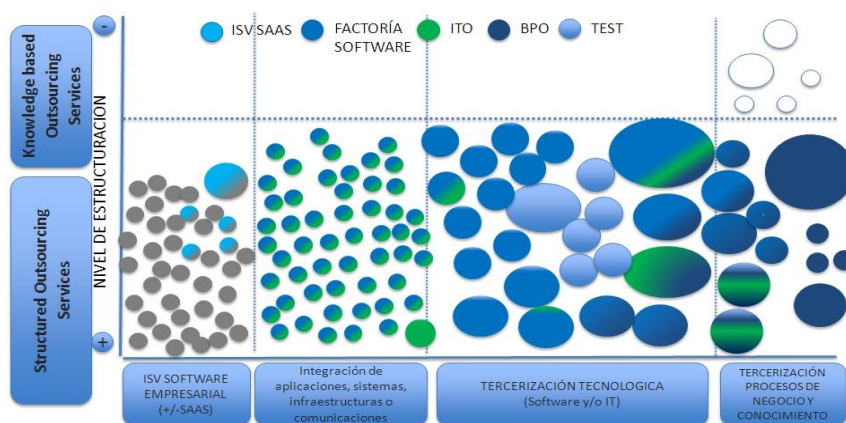 ISV SAAS
FACTORÍA
SOFTWARE
ITO
BPO
TEST
Knowledge based
Outsourcing
Services
Structured Outsourcing
Services
-
NIVEL DE ESTRUCTURACION
+
ISV SOFTWARE
EMPRESARIAL
(+/-SAAS)
Integración de
aplicaciones, sistemas,
infraestructuras o
comunicaciones
TERCERIZACIÓN TECNOLOGICA
(Software y/o IT)
TERCERIZACIÓN
PROCESOS DE
NEGOCIO Y
CONOCIMIENTO